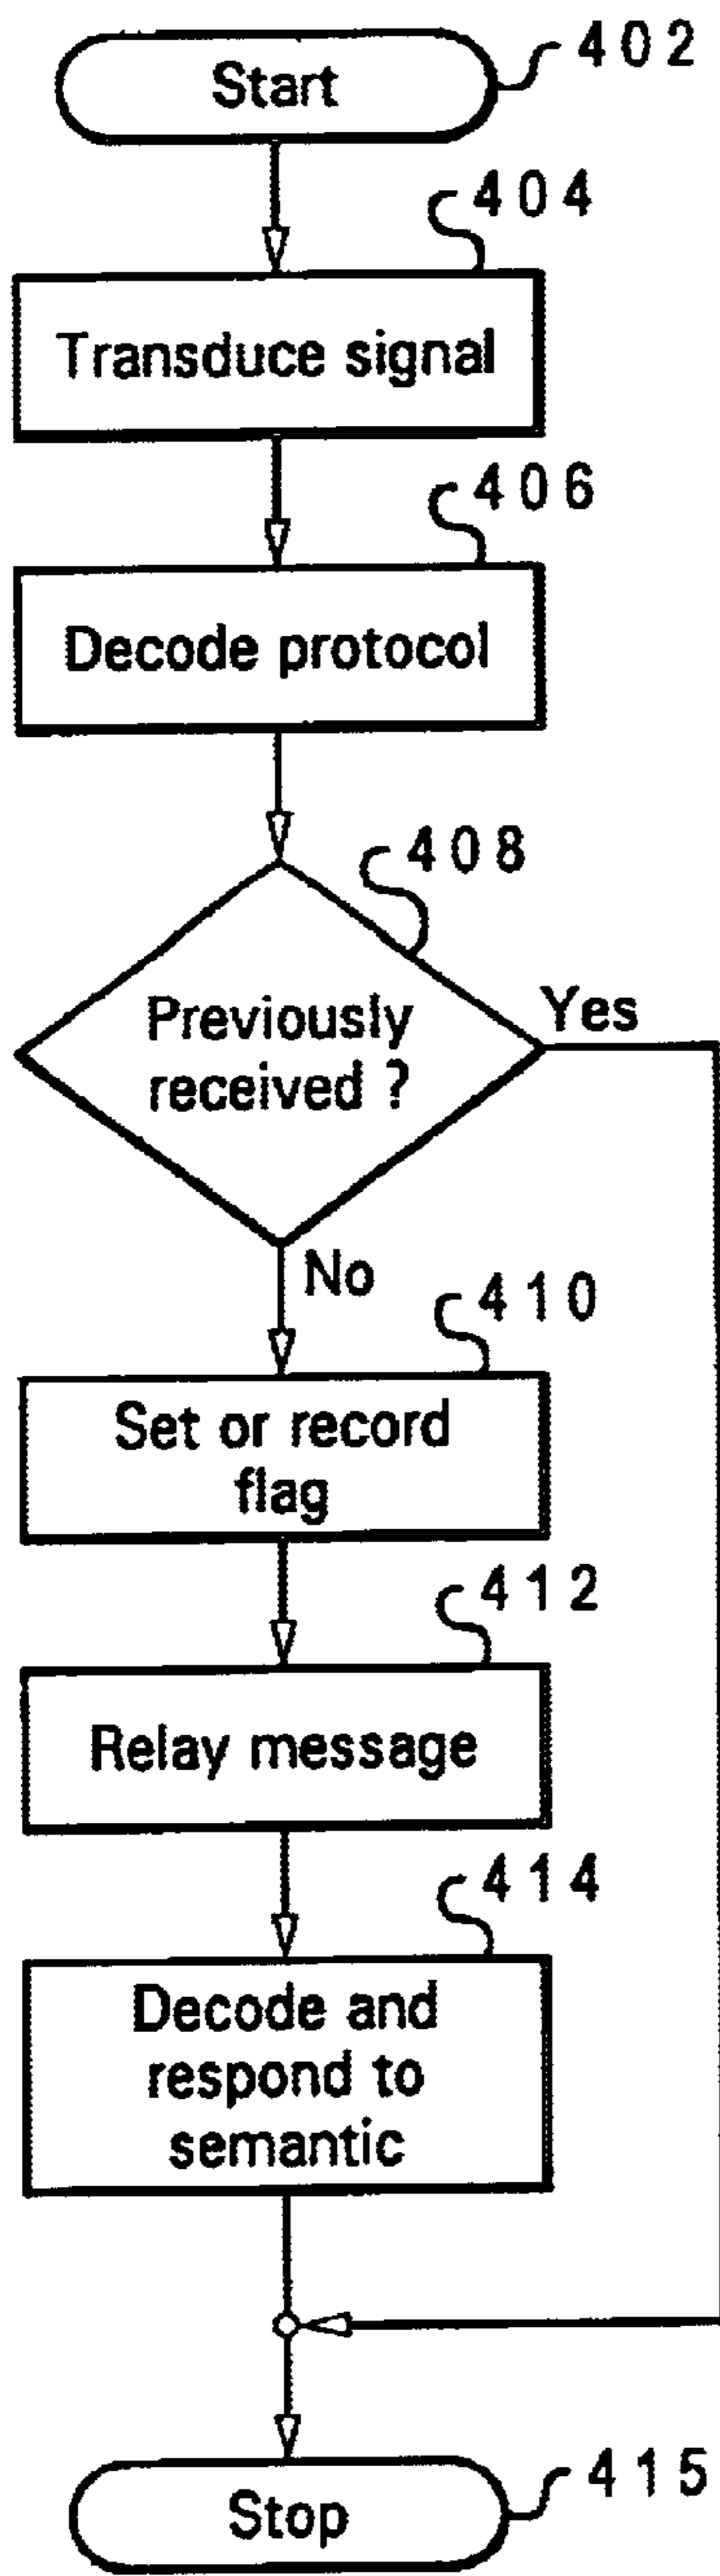 Start
402
404
Transduce signal
406
Decode protocol
408
Previously
received ?
Yes
No
410
Set or record
flag
412
Relay message
414
Decode and
respond to
semantic
Stop
415